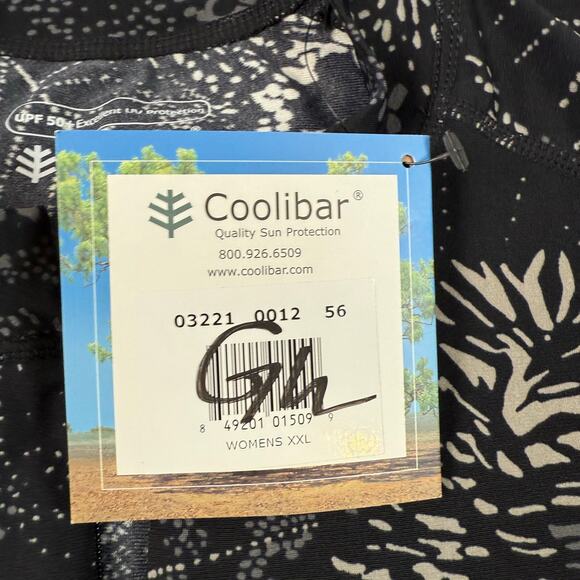 UPF 50+ Excellent UV Protection
Coolibar®
Quality Sun Protection
800.926.6509
www.coolibar.com
03221 0012 56
8 49201 01509 9
WOMENS XXL